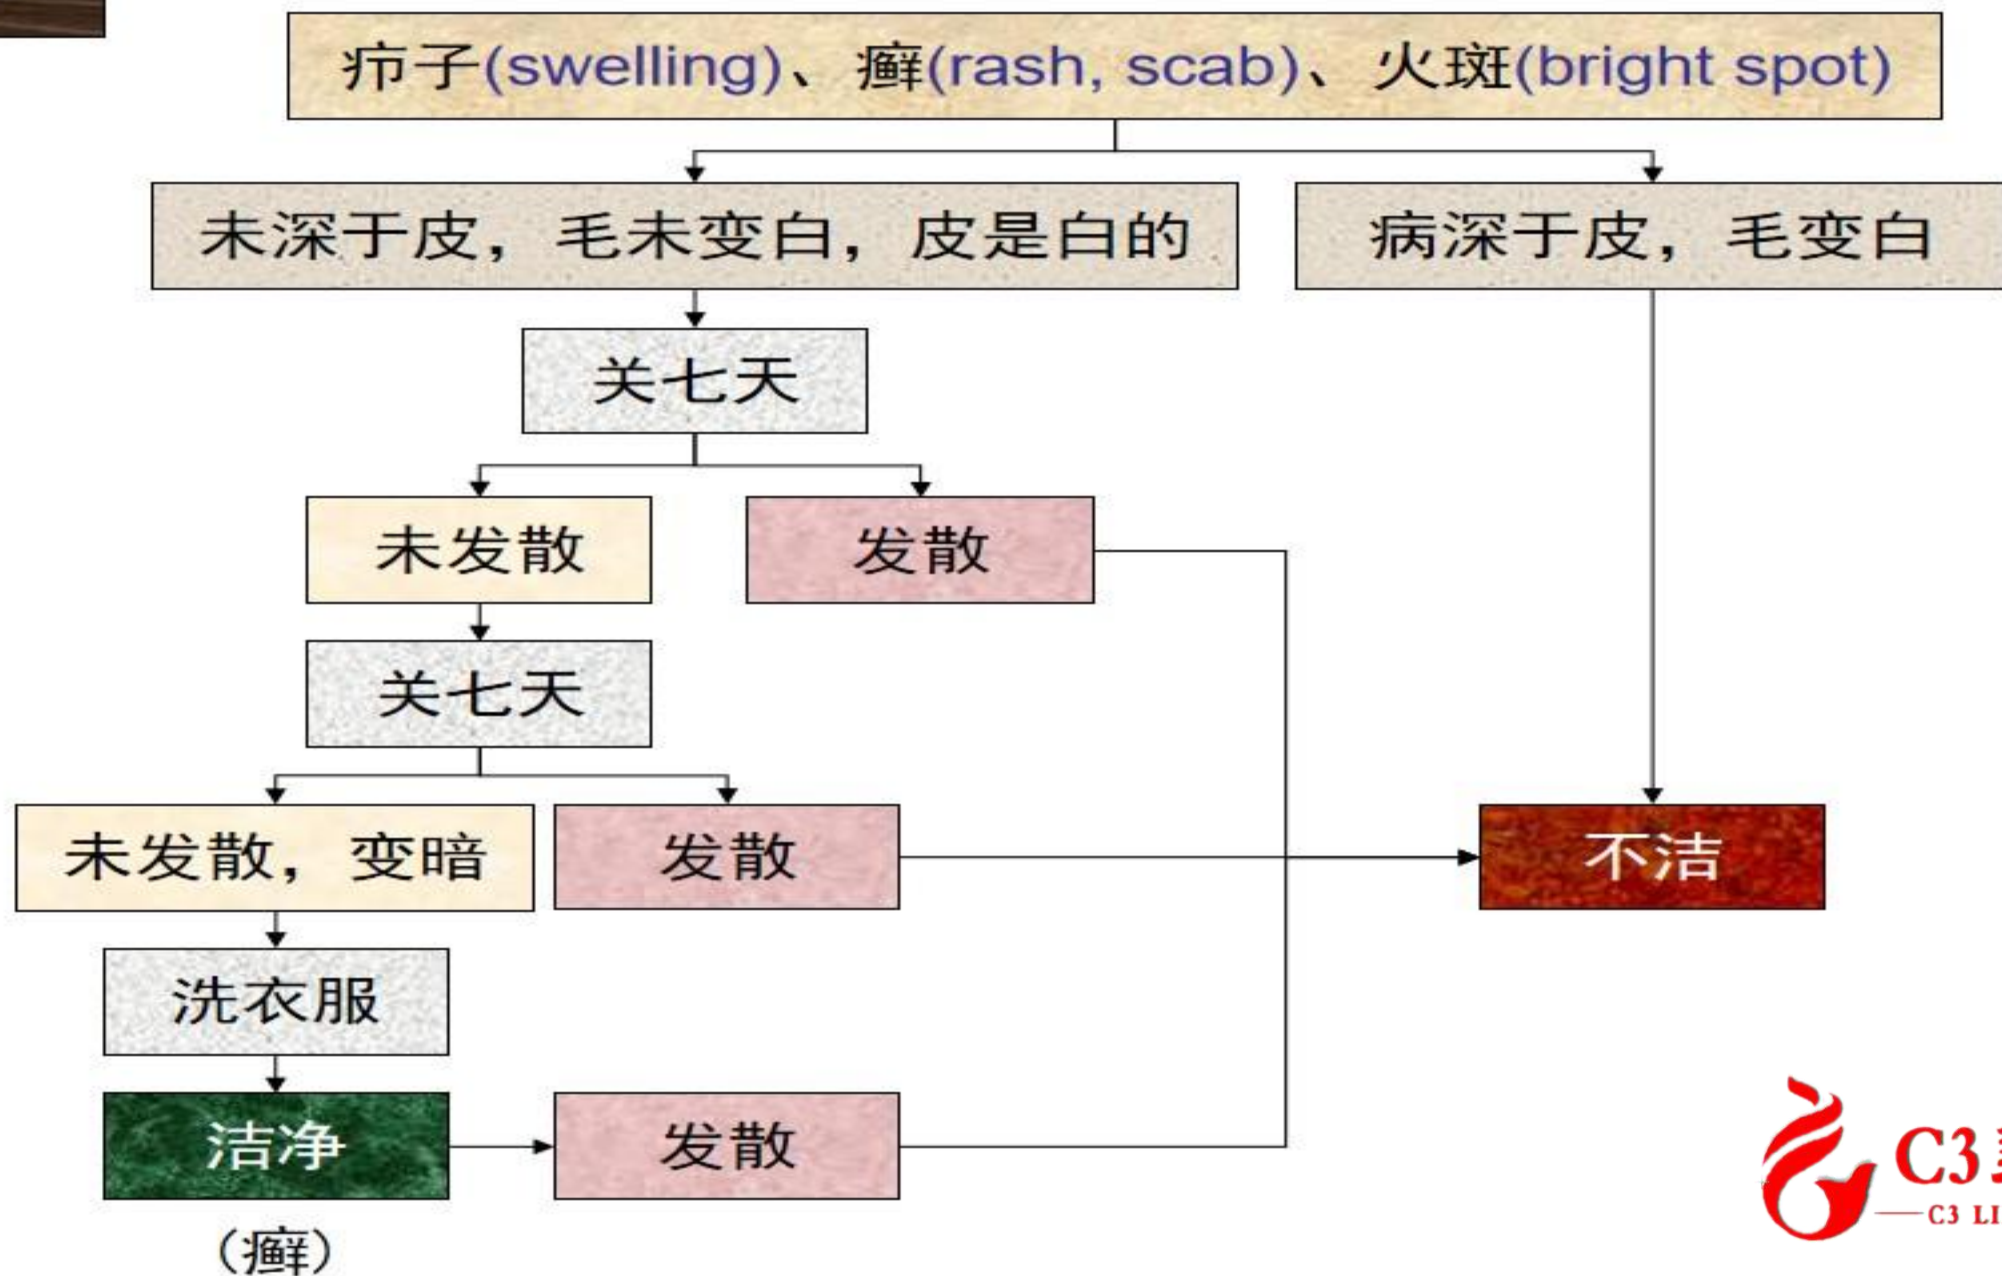 疖子(swelling)、癣(rash, scab)、火斑(bright spot)
未深于皮，毛未变白，皮是白的
病深于皮，毛变白
关七天
未发散
发散
关七天
未发散，变暗
发散
不洁
洗衣服
洁净
发散
（癣）
C3
C3 LI